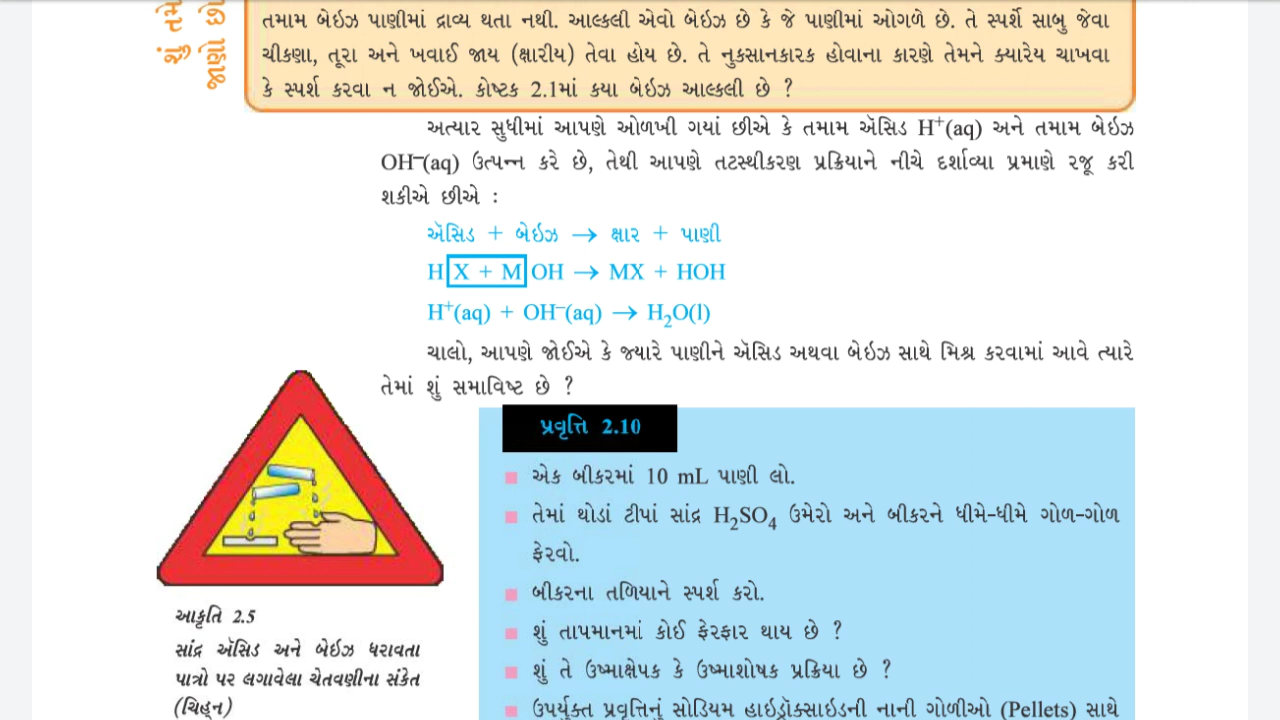 તમામ બેઇઝ પાણીમાં દ્રાવ્ય થતા નથી. આલ્કલી એવો બેઇઝ છે કે જે પાણીમાં ઓગળે છે. તે સ્પર્શે સાબુ જેવા
ચીકણા, તૂરા અને ખવાઈ જાય (ક્ષારીય) તેવા હોય છે. તે નુકસાનકારક હોવાના કારણે તેમને ક્યારેય ચાખવા
કે સ્પર્શ કરવા ન જોઈએ. કોષ્ટક 2.1માં કયા બેઇઝ આલ્કલી છે ?
અત્યાર સુધીમાં આપણે ઓળખી ગયાં છીએ કે તમામ ઍસિડ H⁺(aq) અને તમામ બેઇઝ
OH⁻(aq) ઉત્પન્ન કરે છે, તેથી આપણે તટસ્થીકરણ પ્રક્રિયાને નીચે દર્શાવ્યા પ્રમાણે રજૂ કરી
શકીએ છીએ :
ઍસિડ + બેઇઝ → ક્ષાર + પાણી
H X + M OH → MX + HOH
H⁺(aq) + OH⁻(aq) → H₂O(l)
ચાલો, આપણે જોઈએ કે જ્યારે પાણીને ઍસિડ અથવા બેઇઝ સાથે મિશ્ર કરવામાં આવે ત્યારે
તેમાં શું સમાવિષ્ટ છે ?
પ્રવૃત્તિ 2.10
એક બીકરમાં 10 mL પાણી લો.
તેમાં થોડાં ટીપાં સાંદ્ર H₂SO₄ ઉમેરો અને બીકરને ધીમે-ધીમે ગોળ-ગોળ
ફેરવો.
બીકરના તળિયાને સ્પર્શ કરો.
શું તાપમાનમાં કોઈ ફેરફાર થાય છે ?
શું તે ઉષ્માક્ષેપક કે ઉષ્માશોષક પ્રક્રિયા છે ?
ઉપર્યુક્ત પ્રવૃત્તિનું સોડિયમ હાઇડ્રૉક્સાઇડની નાની ગોળીઓ (Pellets) સાથે
આકૃતિ 2.5
સાંદ્ર ઍસિડ અને બેઇઝ ધરાવતા
પાત્રો પર લગાવેલા ચેતવણીના સંકેત
(ચિહ્ન)